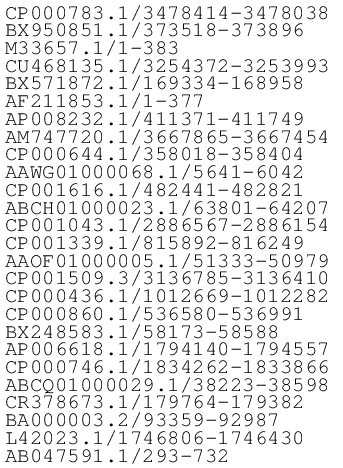 CP000783.1/3478414-3478038
BX950851.1/373518-373896
M33657.1/1-383
CU468135.1/3254372-3253993
BX571872.1/169334-168958
AF211853.1/1-377
AP008232.1/411371-411749
AM747720.1/3667865-3667454
CP000644.1/358018-358404
AAWG01000068.1/5641-6042
CP001616.1/482441-482821
ABCH01000023.1/63801-64207
CP001043.1/2886567-2886154
CP001339.1/815892-816249
AAOF01000005.1/51333-50979
CP001509.3/3136785-3136410
CP000436.1/1012669-1012282
CP000860.1/536580-536991
BX248583.1/58173-58588
AP006618.1/1794140-1794557
CP000746.1/1834262-1833866
ABCQ01000029.1/38223-38598
CR378673.1/179764-179382
BA000003.2/93359-92987
L42023.1/1746806-1746430
AB047591.1/293-732